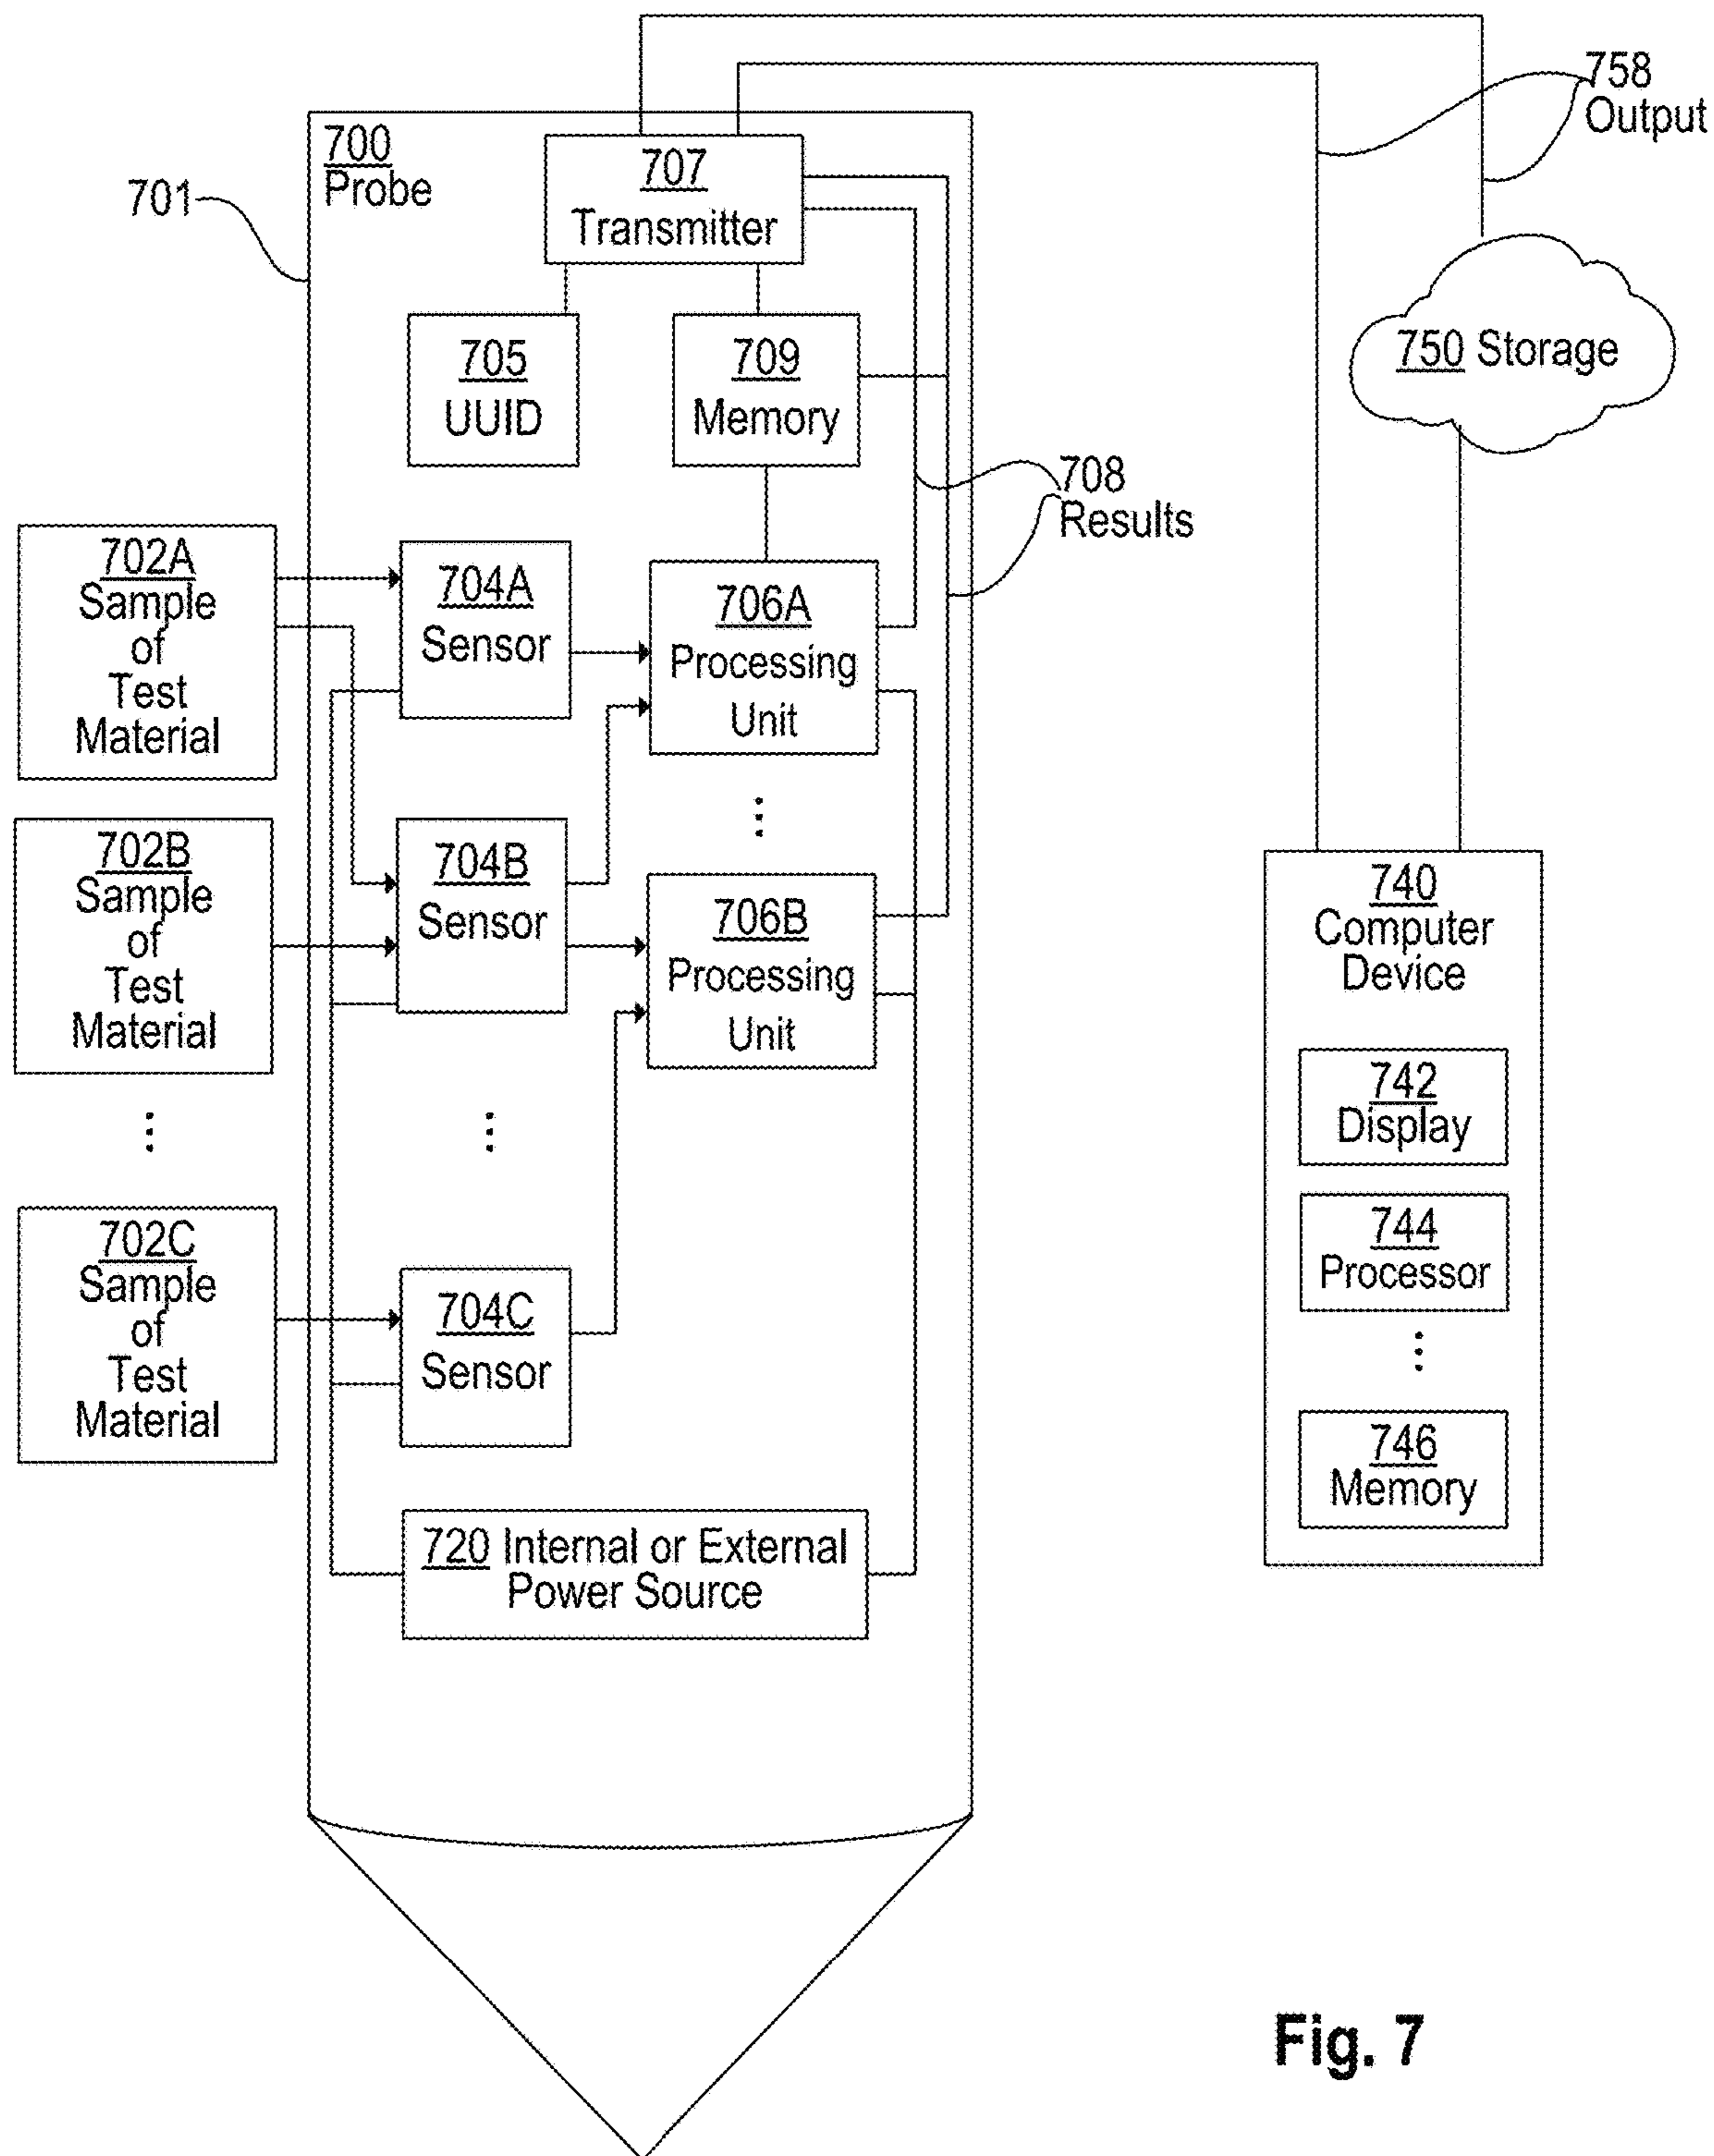 758
Output
700
Probe
701
707
Transmitter
705
UUID
709
Memory
750 Storage
708
Results
702A
Sample
of
Test
Material
704A
Sensor
706A
Processing
Unit
702B
Sample
of
Test
Material
704B
Sensor
706B
Processing
Unit
702C
Sample
of
Test
Material
704C
Sensor
720 Internal or External
Power Source
740
Computer
Device
742
Display
744
Processor
746
Memory
Fig. 7